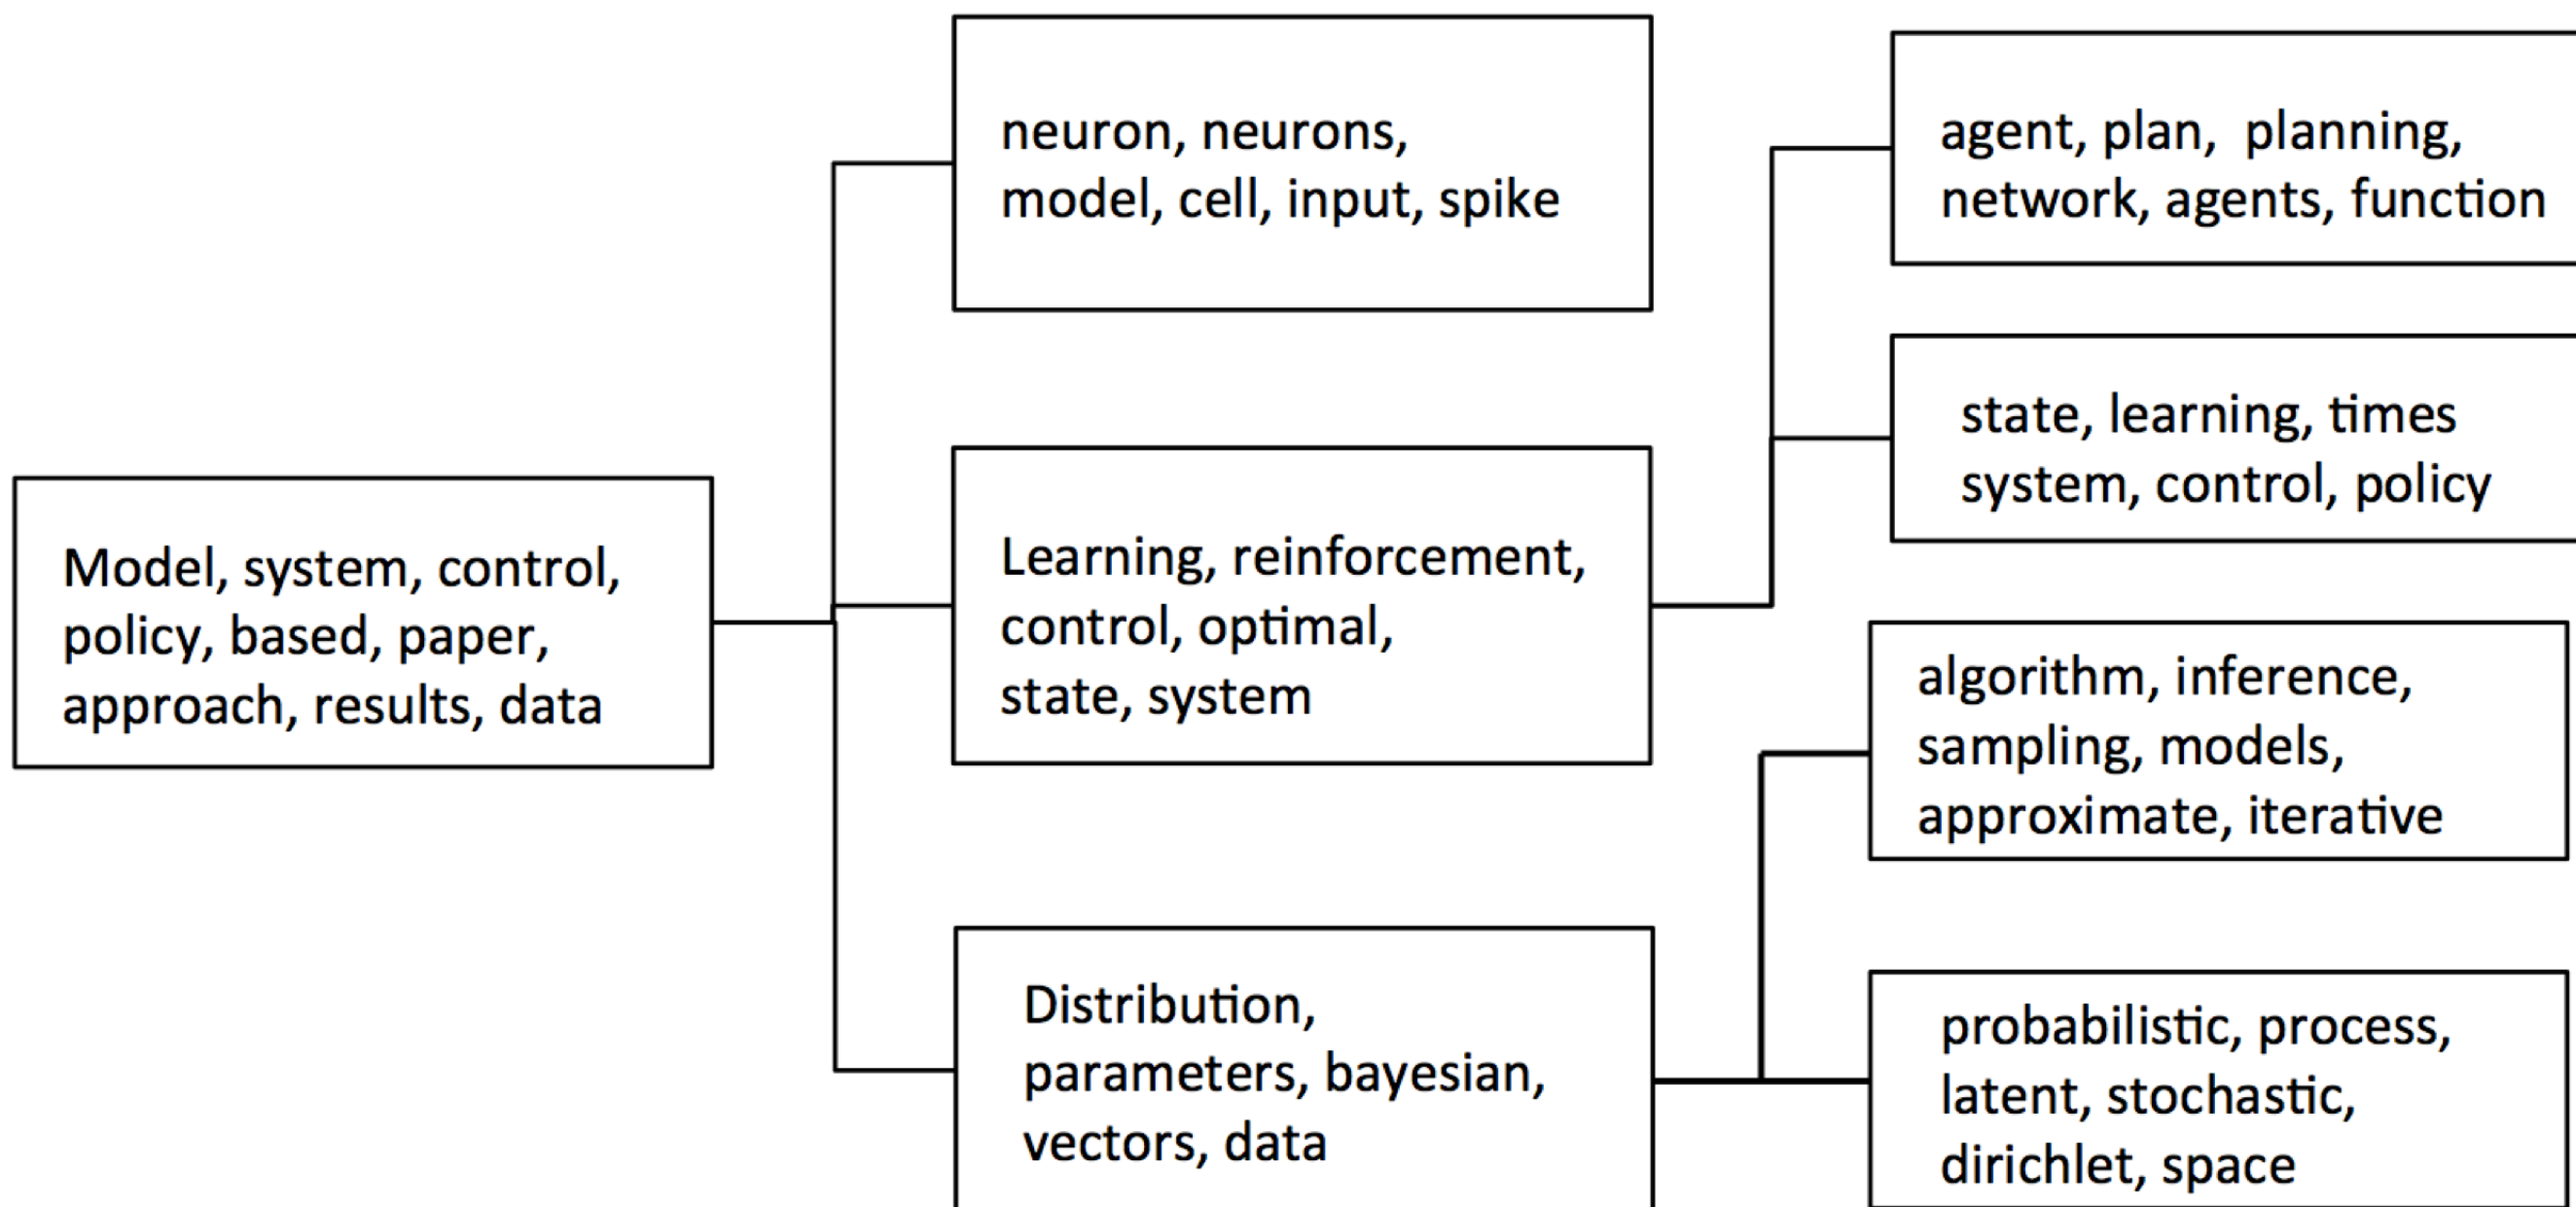 Model, system, control,
policy, based, paper,
approach, results, data
neuron, neurons,
model, cell, input, spike
Learning, reinforcement,
control, optimal,
state, system
Distribution,
parameters, bayesian,
vectors, data
agent, plan, planning,
network, agents, function
state, learning, times
system, control, policy
algorithm, inference,
sampling, models,
approximate, iterative
probabilistic, process,
latent, stochastic,
dirichlet, space